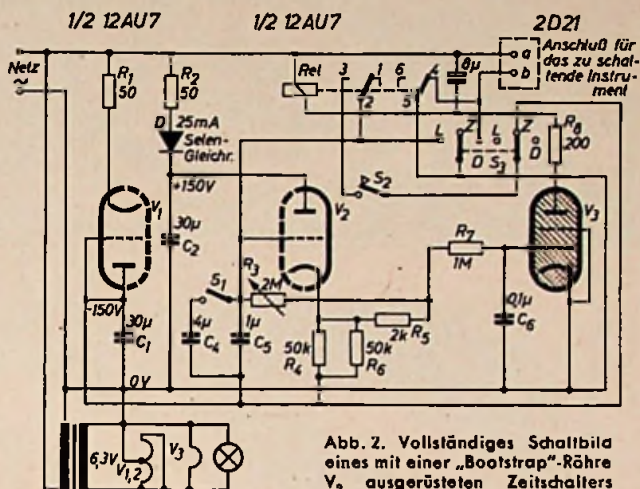 1/2 12AU7
1/2 12AU7
2D21
Netz
~
R₁
50
R₂
50
D
25mA
Selen-
Gleichr.
+150V
Rel
3
1
6
4
2
5
8µ
a
b
Anschluß für
das zu schal-
tende Instru-
ment
L
Z
L
Z
D
S₃
D
R₈
200
S₂
V₁
30µ
C₂
V₂
V₃
R₇
1M
S₁
R₃
2M
-150V
30µ
C₁
4µ
C₄
1µ
C₅
50k
R₄
50k
R₆
2k
R₅
0,1µ
C₆
0V
6,3V
V₁,₂
V₃
Abb. 2. Vollständiges Schaltbild
eines mit einer „Bootstrap"-Röhre
V₂ ausgerüsteten Zeitschalters